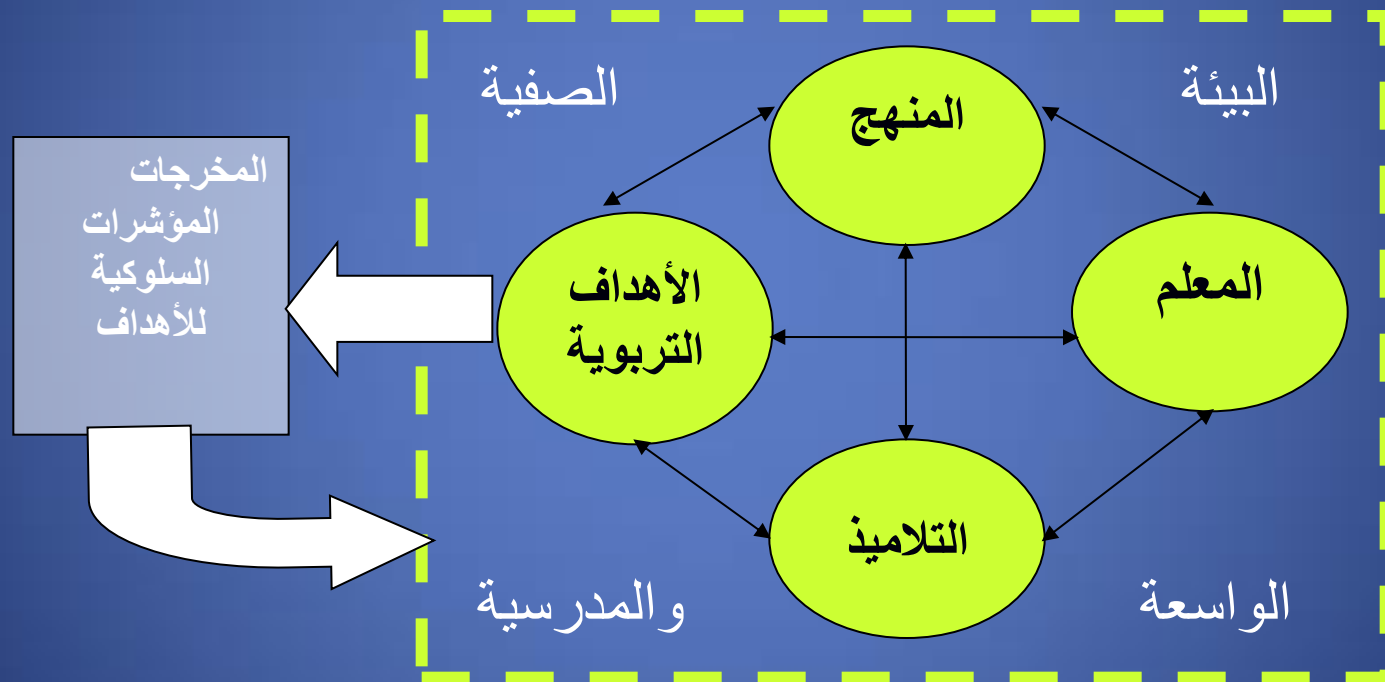 البيئة
الصفية
المنهج
المعلم
الأهداف
التربوية
المخرجات
المؤشرات
السلوكية
للأهداف
التلاميذ
الواسعة
والمدرسية